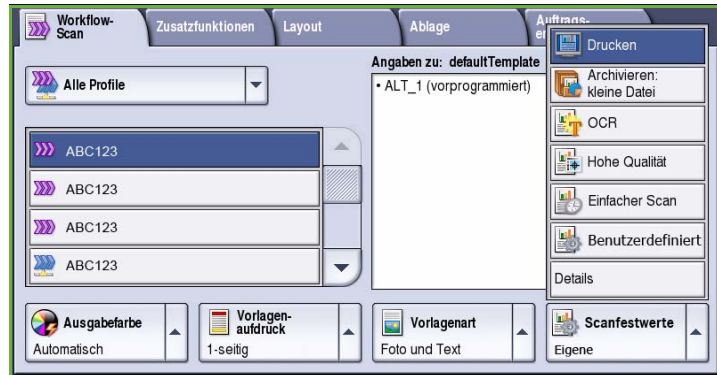 Workflow-
Scan
Zusatzfunktionen
Layout
Ablage
Auftrags-
Alle Profile
ABC123
ABC123
ABC123
ABC123
Angaben zu: defaultTemplate
• ALT_1 (vorprogrammiert)
Drucken
Archivieren:
kleine Datei
OCR
Hohe Qualität
Einfacher Scan
Benutzerdefiniert
Details
Ausgabefarbe
Automatisch
Vorlagen-
aufdruck
1-seitig
Vorlagenart
Foto und Text
Scanfestwerte
Eigene